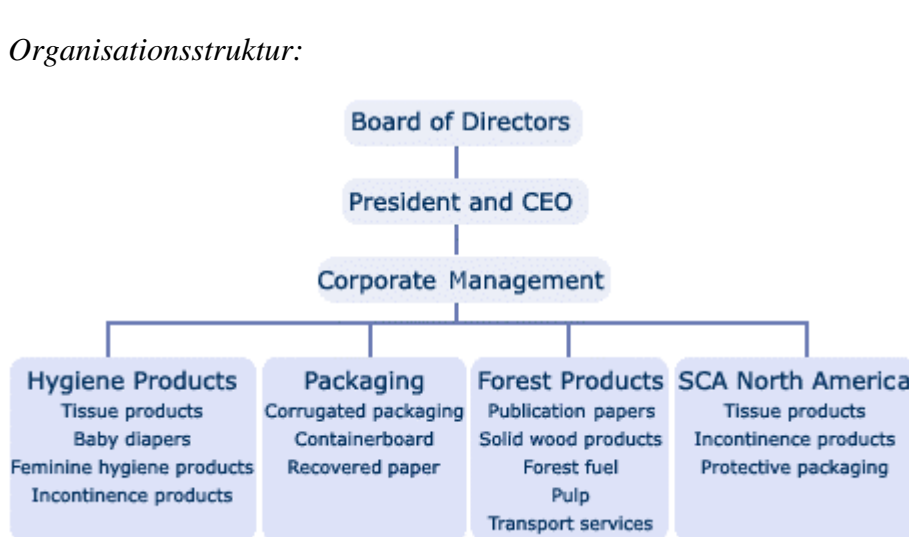 Organisationsstruktur:
Board of Directors
President and CEO
Corporate Management
Hygiene Products
Tissue products
Baby diapers
Feminine hygiene products
Incontinence products
Packaging
Corrugated packaging
Containerboard
Recovered paper
Forest Products
Publication papers
Solid wood products
Forest fuel
Pulp
Transport services
SCA North America
Tissue products
Incontinence products
Protective packaging